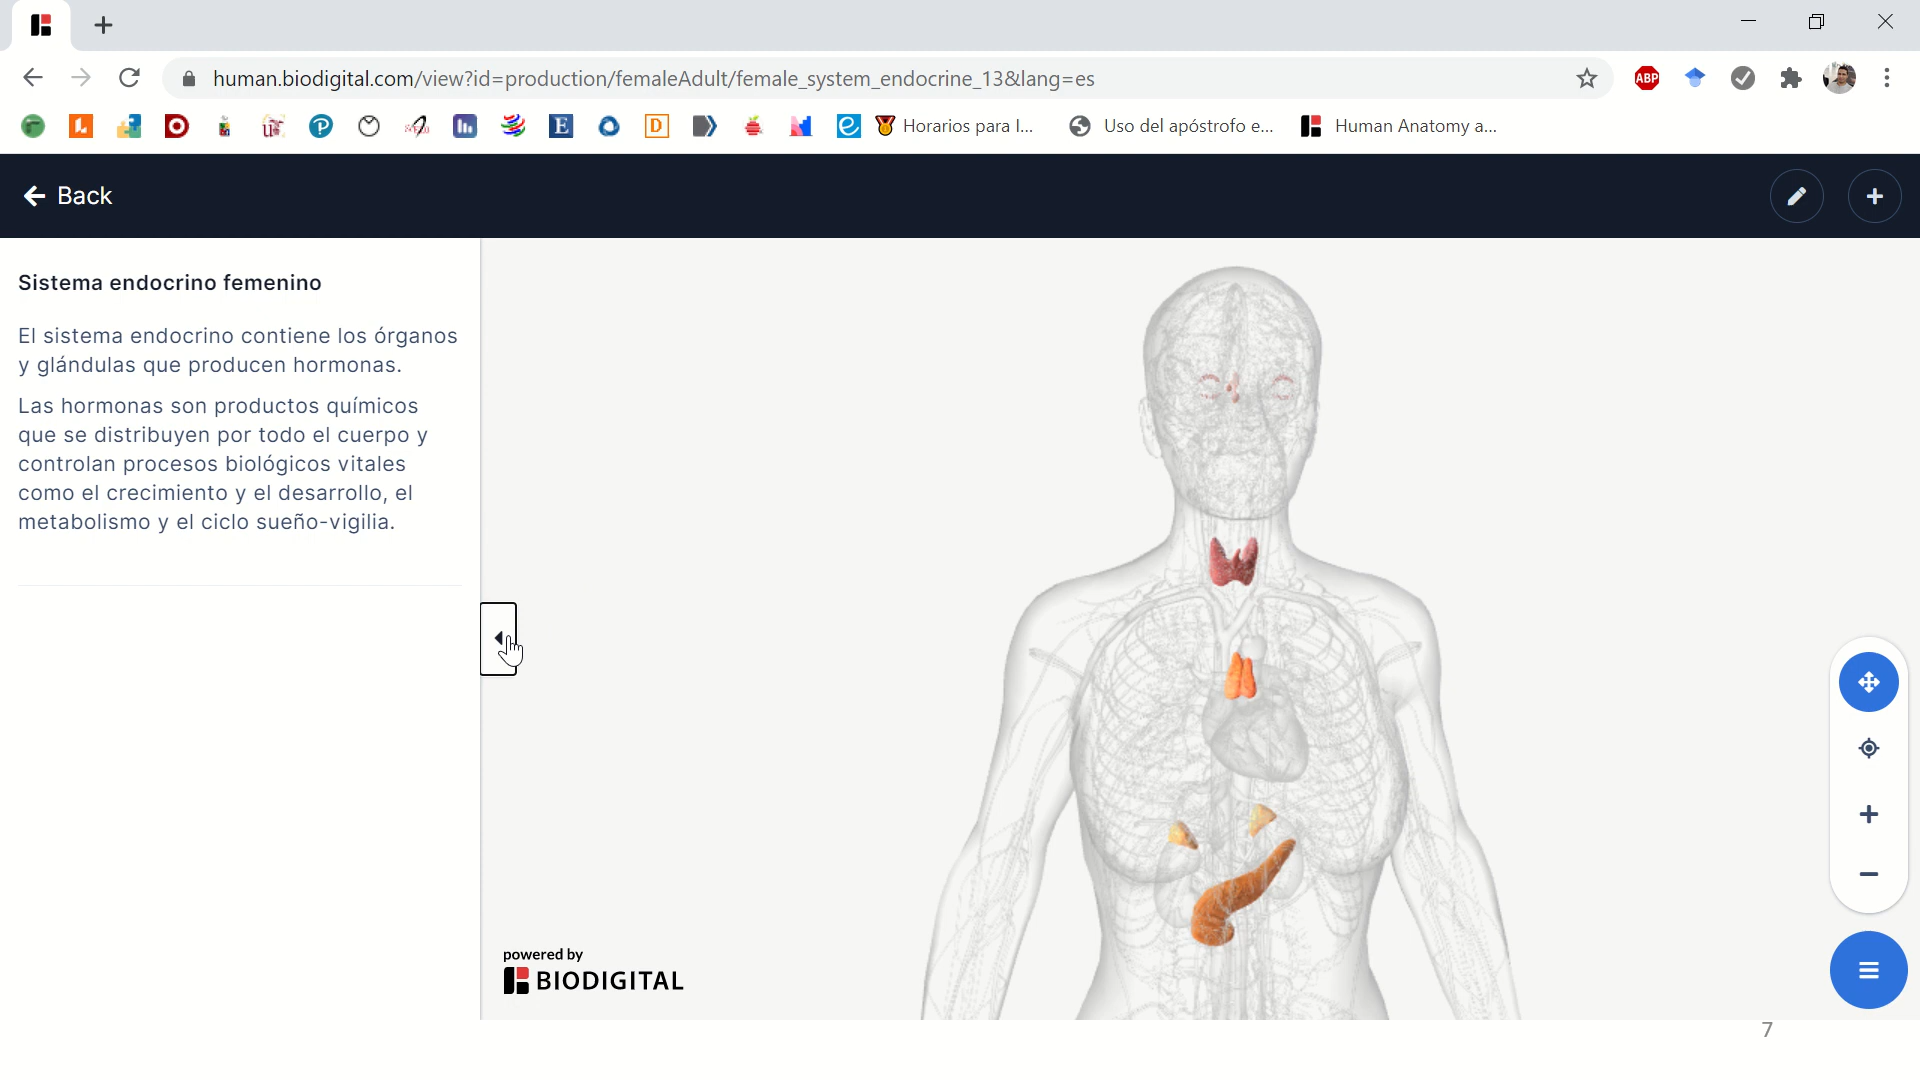 human.biodigital.com/view?id=production/femaleAdult/female_system_endocrine_13&lang=es
ABP
Horarios para l...
Uso del apóstrofo e...
Human Anatomy a...
Back
Sistema endocrino femenino
El sistema endocrino contiene los órganos
y glándulas que producen hormonas.
Las hormonas son productos químicos
que se distribuyen por todo el cuerpo y
controlan procesos biológicos vitales
como el crecimiento y el desarrollo, el
metabolismo y el ciclo sueño-vigilia.
powered by
BIODIGITAL
7